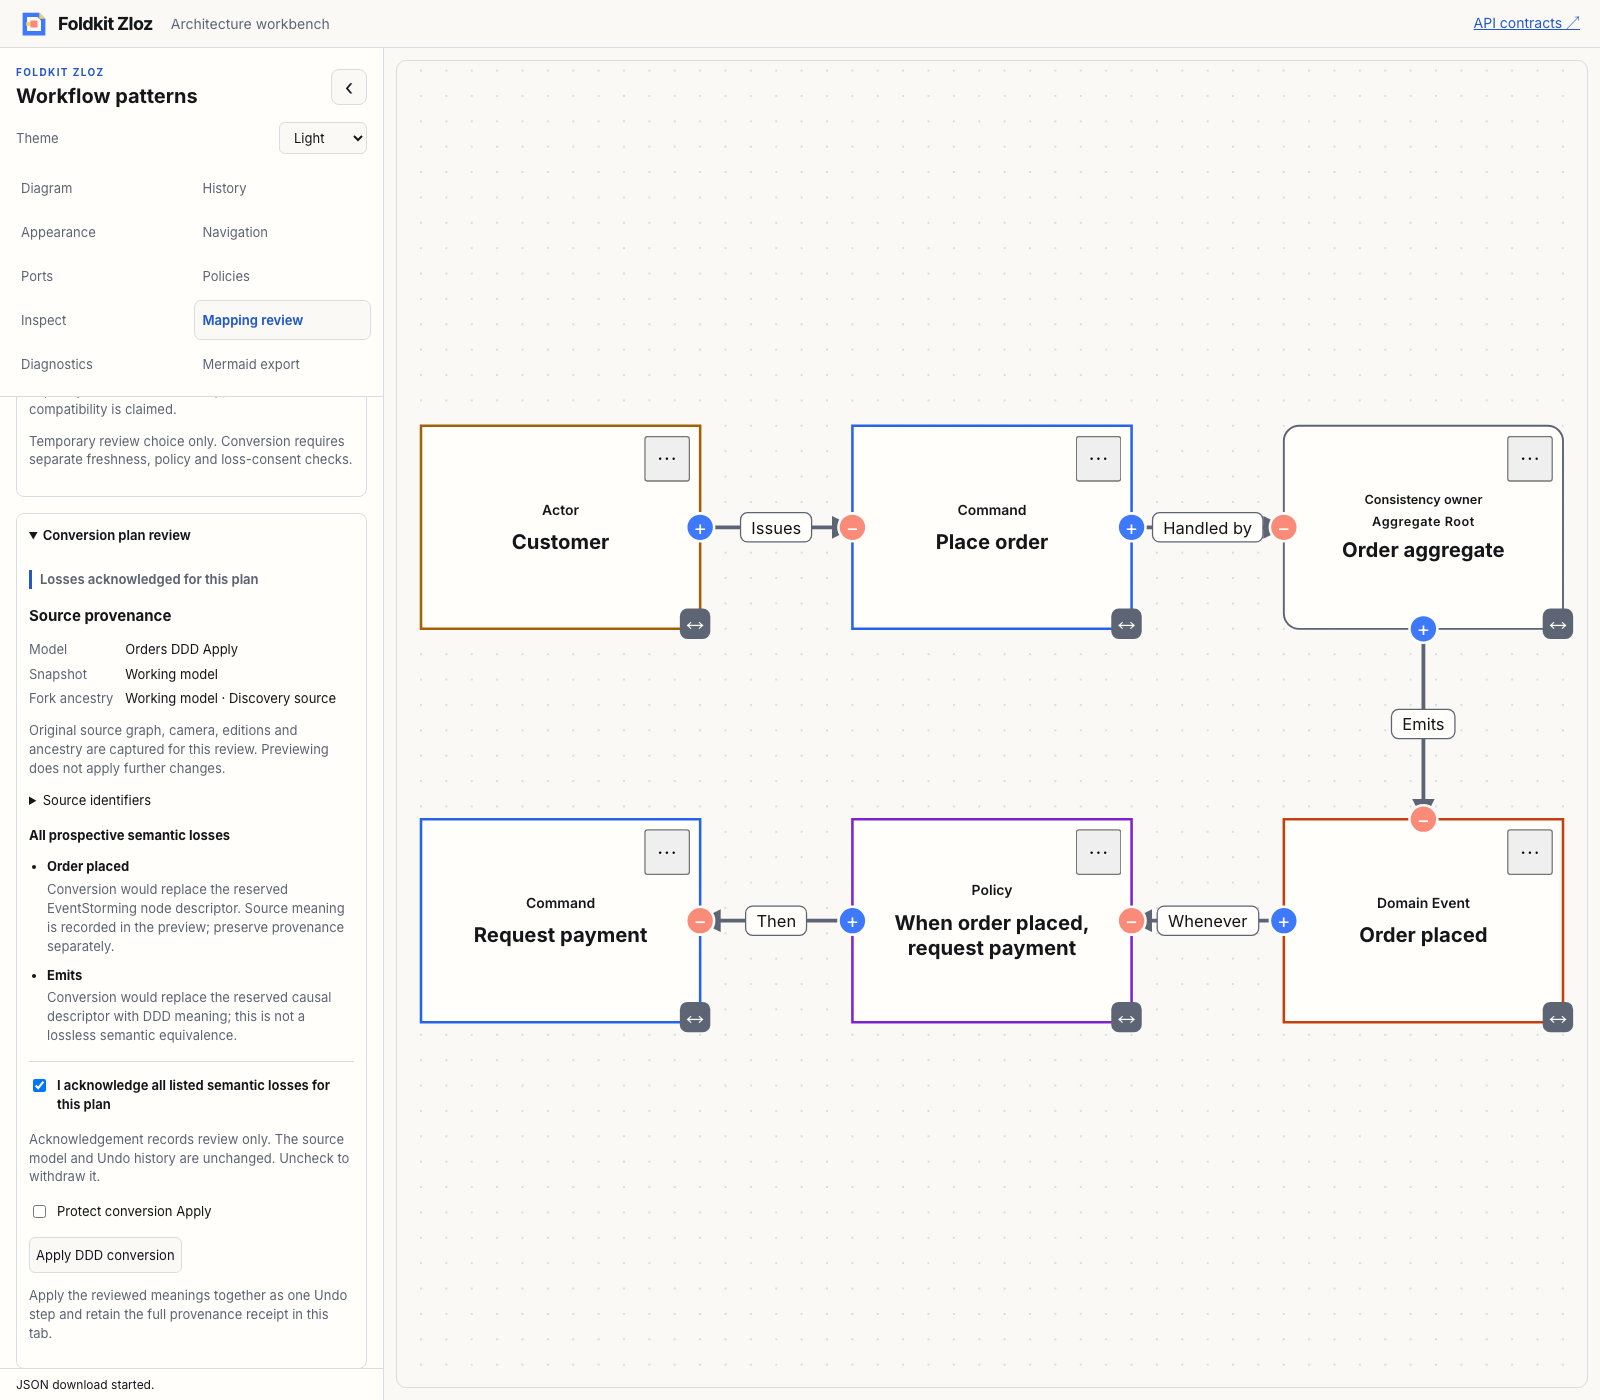 Foldkit Zloz
Architecture workbench
API contracts ↗
FOLDKIT ZLOZ
Workflow patterns
Theme
Light
Diagram
History
Appearance
Navigation
Ports
Policies
Inspect
Mapping review
Diagnostics
Mermaid export
compatibility is claimed.
Temporary review choice only. Conversion requires
separate freshness, policy and loss-consent checks.
Conversion plan review
Losses acknowledged for this plan
Source provenance
Model Orders DDD Apply
Snapshot Working model
Fork ancestry Working model · Discovery source
Original source graph, camera, editions and
ancestry are captured for this review. Previewing
does not apply further changes.
Source identifiers
All prospective semantic losses
• Order placed
Conversion would replace the reserved
EventStorming node descriptor. Source meaning
is recorded in the preview; preserve provenance
separately.
• Emits
Conversion would replace the reserved causal
descriptor with DDD meaning; this is not a
lossless semantic equivalence.
I acknowledge all listed semantic losses for
this plan
Acknowledgement records review only. The source
model and Undo history are unchanged. Uncheck to
withdraw it.
Protect conversion Apply
Apply DDD conversion
Apply the reviewed meanings together as one Undo
step and retain the full provenance receipt in this
tab.
JSON download started.
Actor
Customer
Issues
Command
Place order
Handled by
Consistency owner
Aggregate Root
Order aggregate
Emits
Command
Request payment
Then
Policy
When order placed,
request payment
Whenever
Domain Event
Order placed